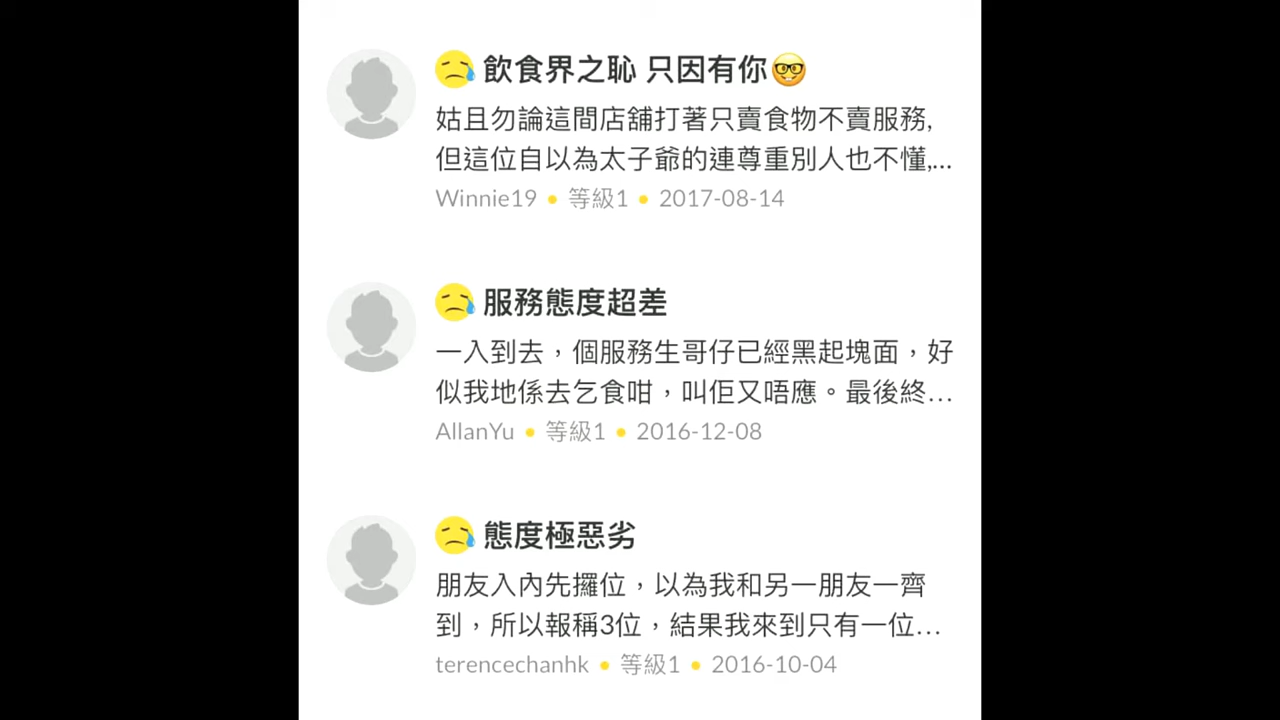 飲食界之恥 只因有你🤓
姑且勿論這間店舖打著只賣食物不賣服務,
但這位自以為太子爺的連尊重別人也不懂,...
Winnie19 • 等級1 • 2017-08-14
服務態度超差
一入到去，個服務生哥仔已經黑起塊面，好
似我地係去乞食咁，叫佢又唔應。最後終...
AllanYu • 等級1 • 2016-12-08
態度極惡劣
朋友入內先攞位，以為我和另一朋友一齊
到，所以報稱3位，結果我來到只有一位...
terencechanhk • 等級1 • 2016-10-04